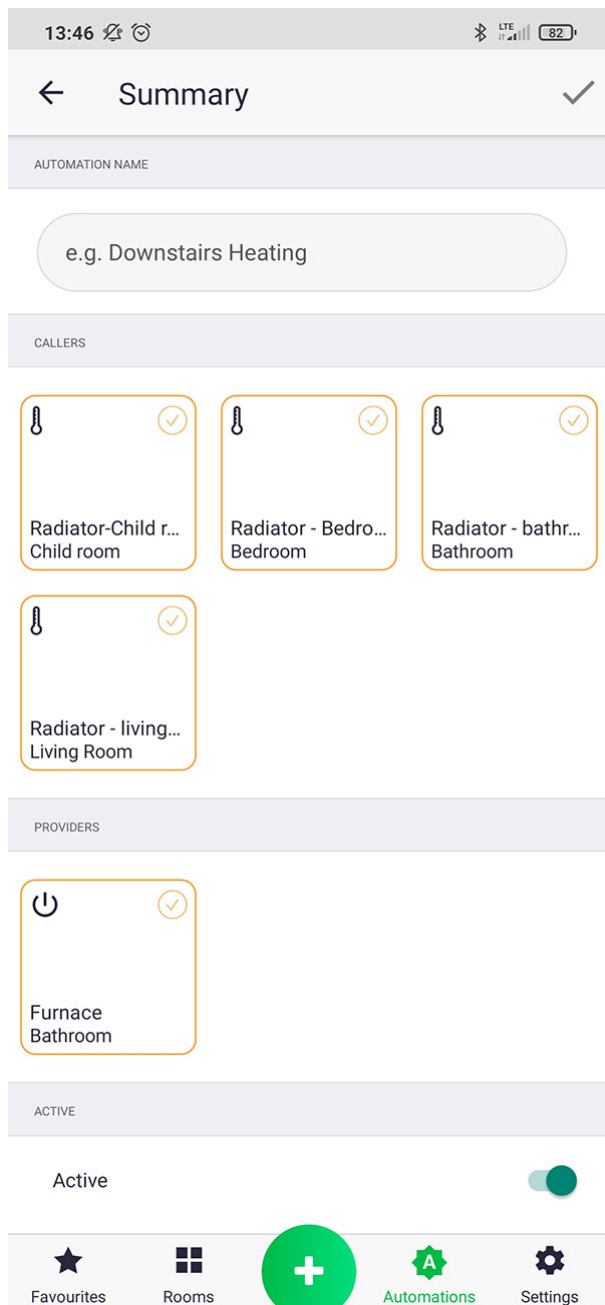 13:46 LTE 82
Summary
AUTOMATION NAME
e.g. Downstairs Heating
CALLERS
Radiator-Child r...
Child room
Radiator - Bedro...
Bedroom
Radiator - bathr...
Bathroom
Radiator - living...
Living Room
PROVIDERS
Furnace
Bathroom
ACTIVE
Active
A
Favourites Rooms Automations Settings